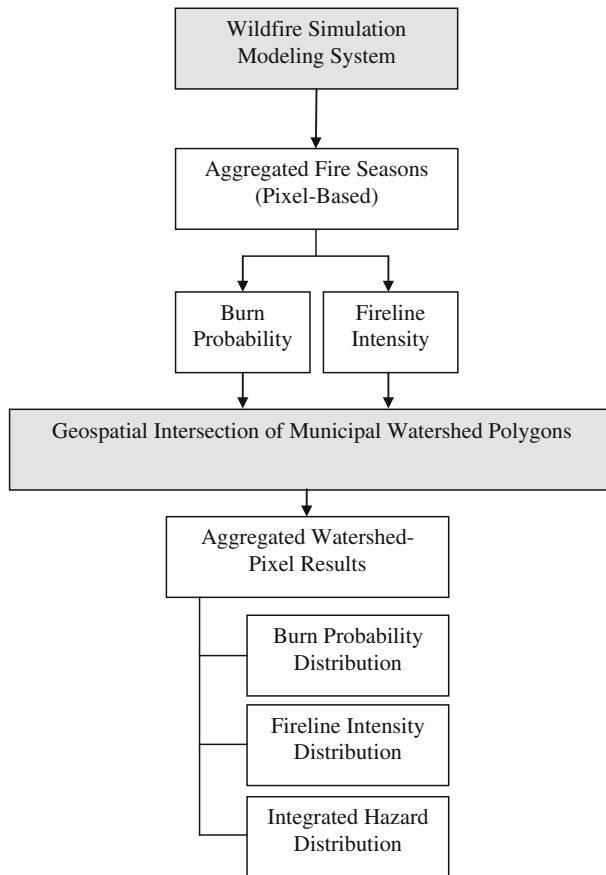 Wildfire Simulation
Modeling System
Aggregated Fire Seasons
(Pixel-Based)
Burn
Probability
Fireline
Intensity
Geospatial Intersection of Municipal Watershed Polygons
Aggregated Watershed-
Pixel Results
Burn Probability
Distribution
Fireline Intensity
Distribution
Integrated Hazard
Distribution